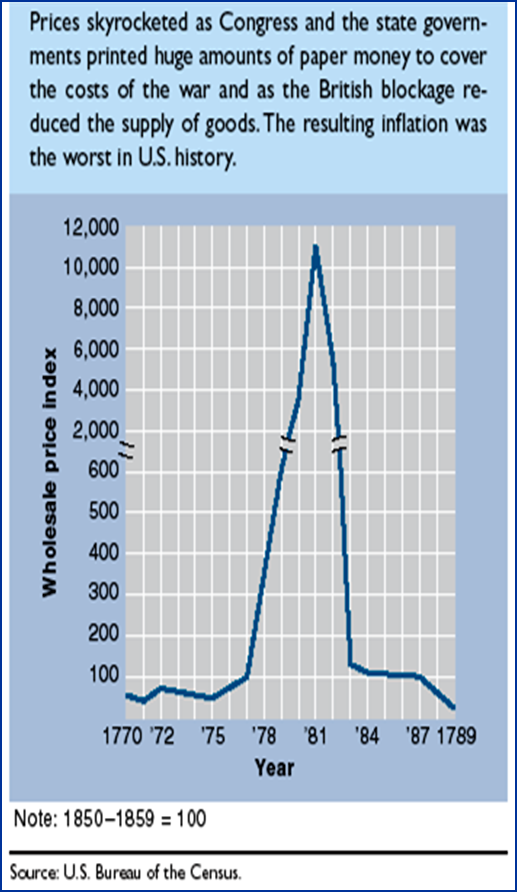 Prices skyrocketed as Congress and the state govern-
ments printed huge amounts of paper money to cover
the costs of the war and as the British blockage re-
duced the supply of goods. The resulting inflation was
the worst in U.S. history.
12,000
10,000
8,000
6,000
4,000
2,000
600
500
400
300
200
100
Wholesale price index
1770 '72 '75 '78 '81 '84 '87 1789
Year
Note: 1850–1859 = 100
Source: U.S. Bureau of the Census.